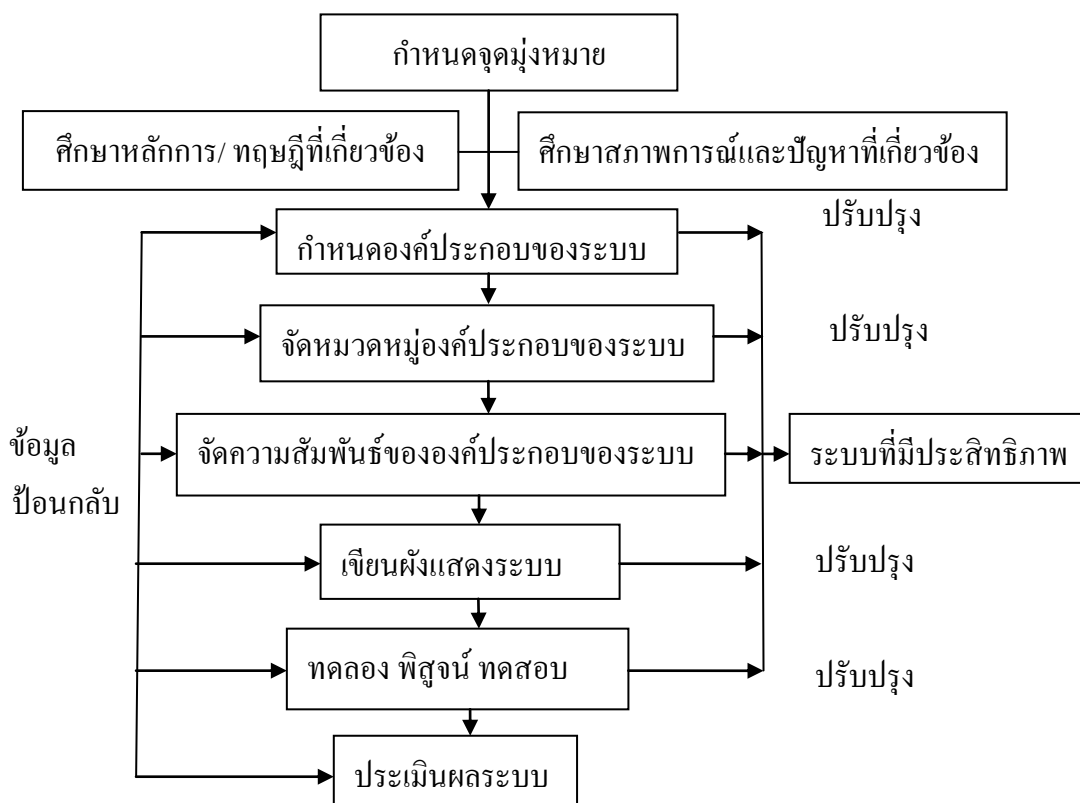 กำหนดจุดมุ่งหมาย
ศึกษาหลักการ/ ทฤษฎีที่เกี่ยวข้อง
ศึกษาสภาพการณ์และปัญหาที่เกี่ยวข้อง
ปรับปรุง
กำหนดองค์ประกอบของระบบ
ปรับปรุง
จัดหมวดหมู่องค์ประกอบของระบบ
ข้อมูล
ป้อนกลับ
จัดความสัมพันธ์ขององค์ประกอบของระบบ
ระบบที่มีประสิทธิภาพ
เขียนผังแสดงระบบ
ปรับปรุง
ทดลอง พิสูจน์ ทดสอบ
ปรับปรุง
ประเมินผลระบบ